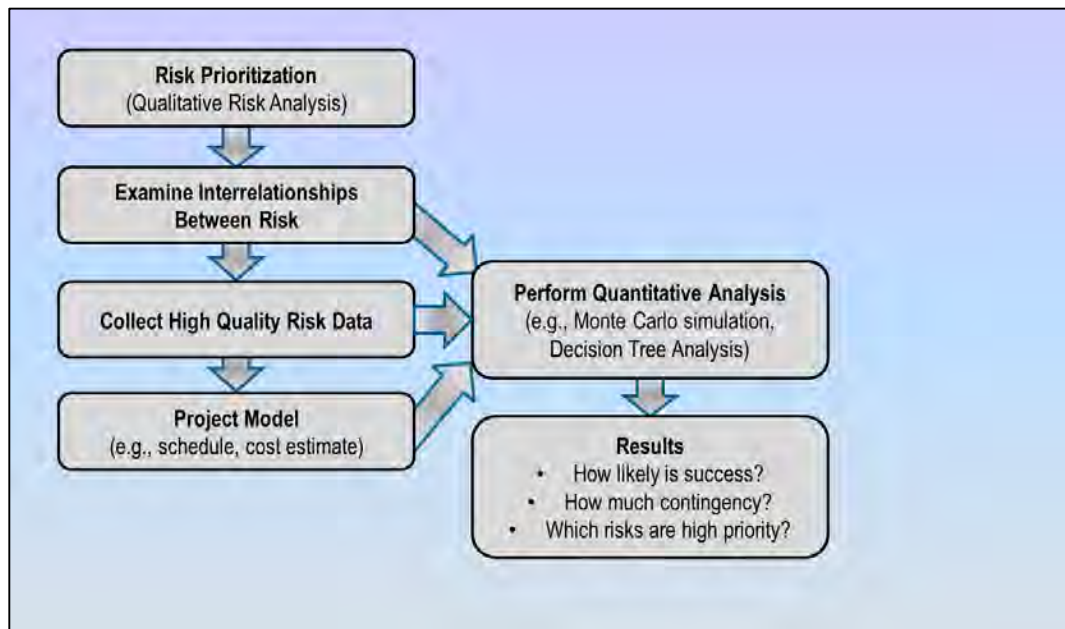 Risk Prioritization
(Qualitative Risk Analysis)
Examine Interrelationships
Between Risk
Collect High Quality Risk Data
Project Model
(e.g., schedule, cost estimate)
Perform Quantitative Analysis
(e.g., Monte Carlo simulation,
Decision Tree Analysis)
Results
• How likely is success?
• How much contingency?
• Which risks are high priority?